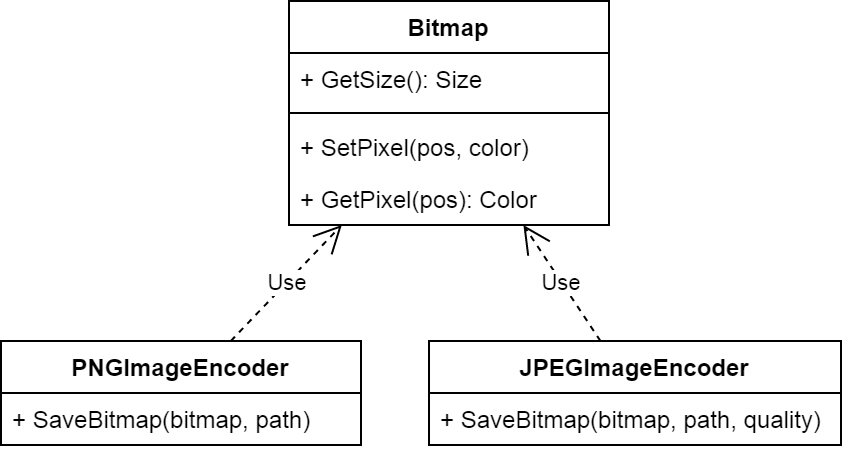 Bitmap
+ GetSize(): Size
+ SetPixel(pos, color)
+ GetPixel(pos): Color
Use
Use
PNGImageEncoder
+ SaveBitmap(bitmap, path)
JPEGImageEncoder
+ SaveBitmap(bitmap, path, quality)